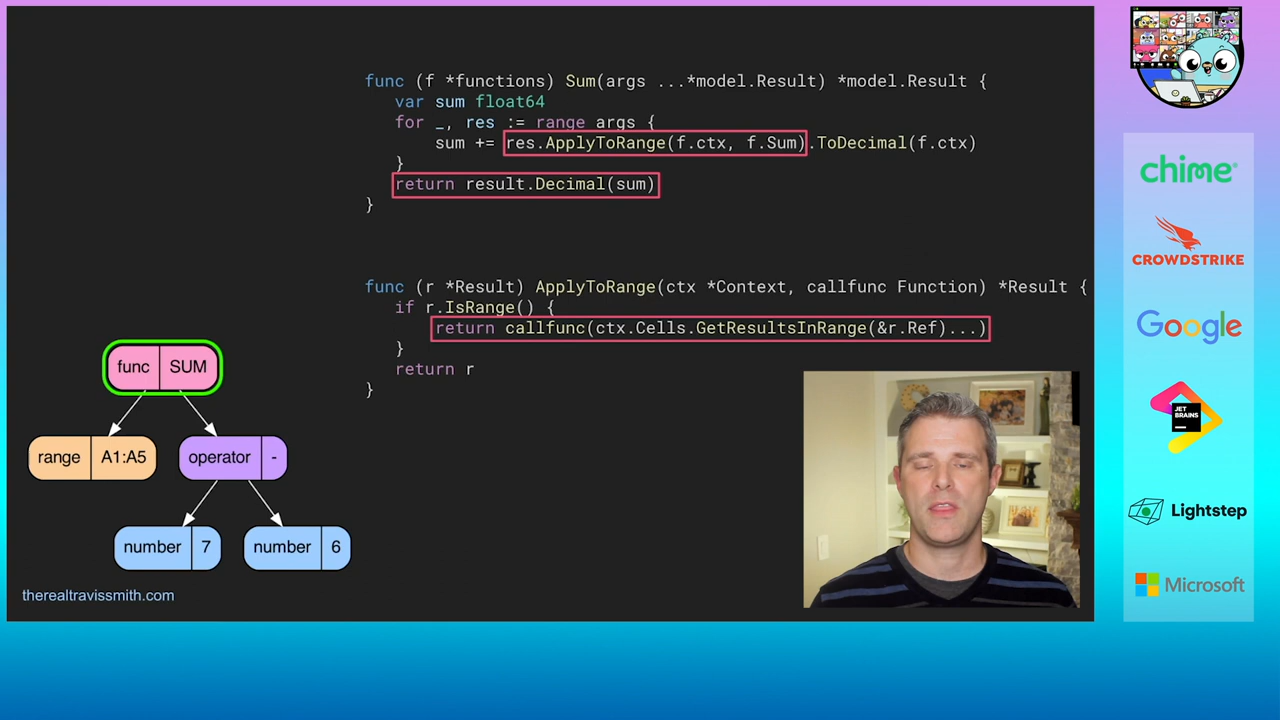 func (f *functions) Sum(args ...*model.Result) *model.Result {
var sum float64
for _, res := range args {
sum += res.ApplyToRange(f.ctx, f.Sum).ToDecimal(f.ctx)
}
return result.Decimal(sum)
}
func (r *Result) ApplyToRange(ctx *Context, callfunc Function) *Result {
if r.IsRange() {
return callfunc(ctx.Cells.GetResultsInRange(&r.Ref)...)
}
return r
}
func SUM
range A1:A5
operator -
number 7
number 6
therealtravissmith.com
chime
CROWDSTRIKE
Google
JET
BRAINS
Lightstep
Microsoft